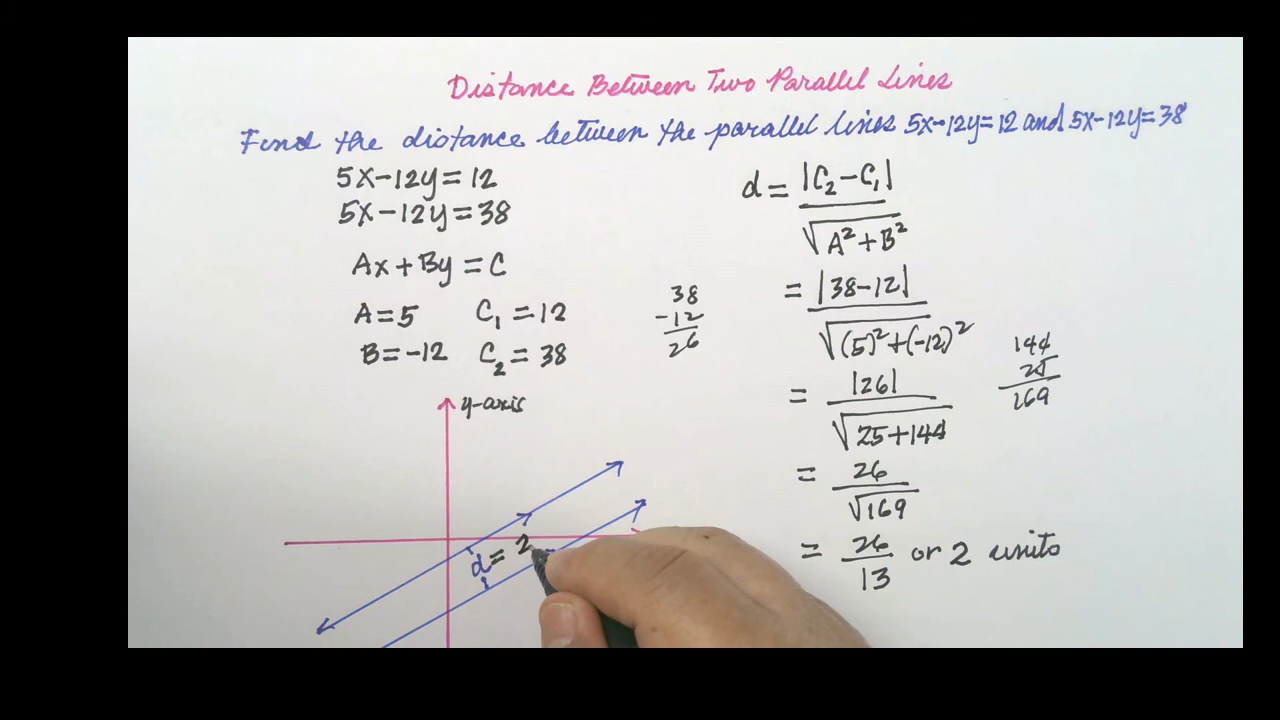 Distance Between Two Parallel Lines
Find the distance between the parallel lines 5x-12y=12 and 5x-12y=38
5x-12y=12
5x-12y=38
Ax+By=C
A=5 C₁=12
B=-12 C₂=38
38
-12
26
y-axis
d=2
d=|C₂-C₁|
√A²+B²
=|38-12|
√(5)²+(-12)²
=|26|
√25+144
144
25
169
=26
√169
=26 or 2 units
13